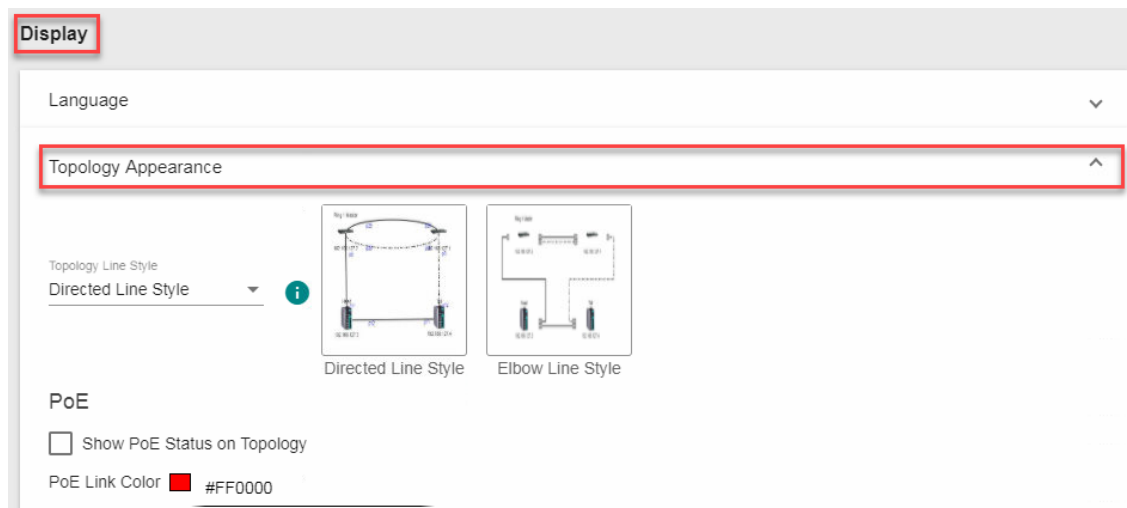 Display
Language
Topology Appearance
Topology Line Style
Directed Line Style
Directed Line Style
Elbow Line Style
PoE
Show PoE Status on Topology
PoE Link Color #FF0000